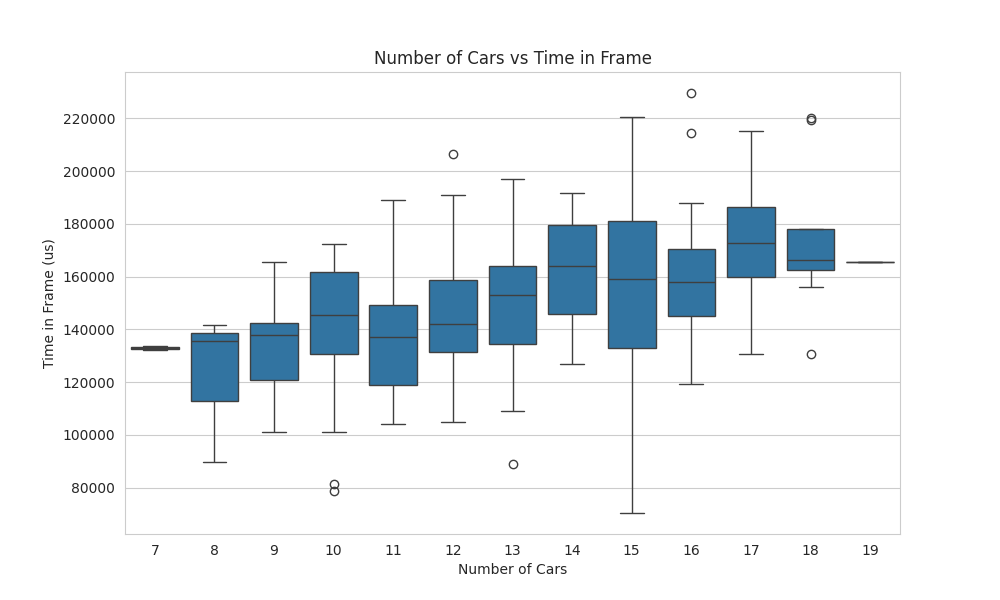 Number of Cars vs Time in Frame
Time in Frame (us)
220000
200000
180000
160000
140000
120000
100000
80000
7 8 9 10 11 12 13 14 15 16 17 18 19
Number of Cars